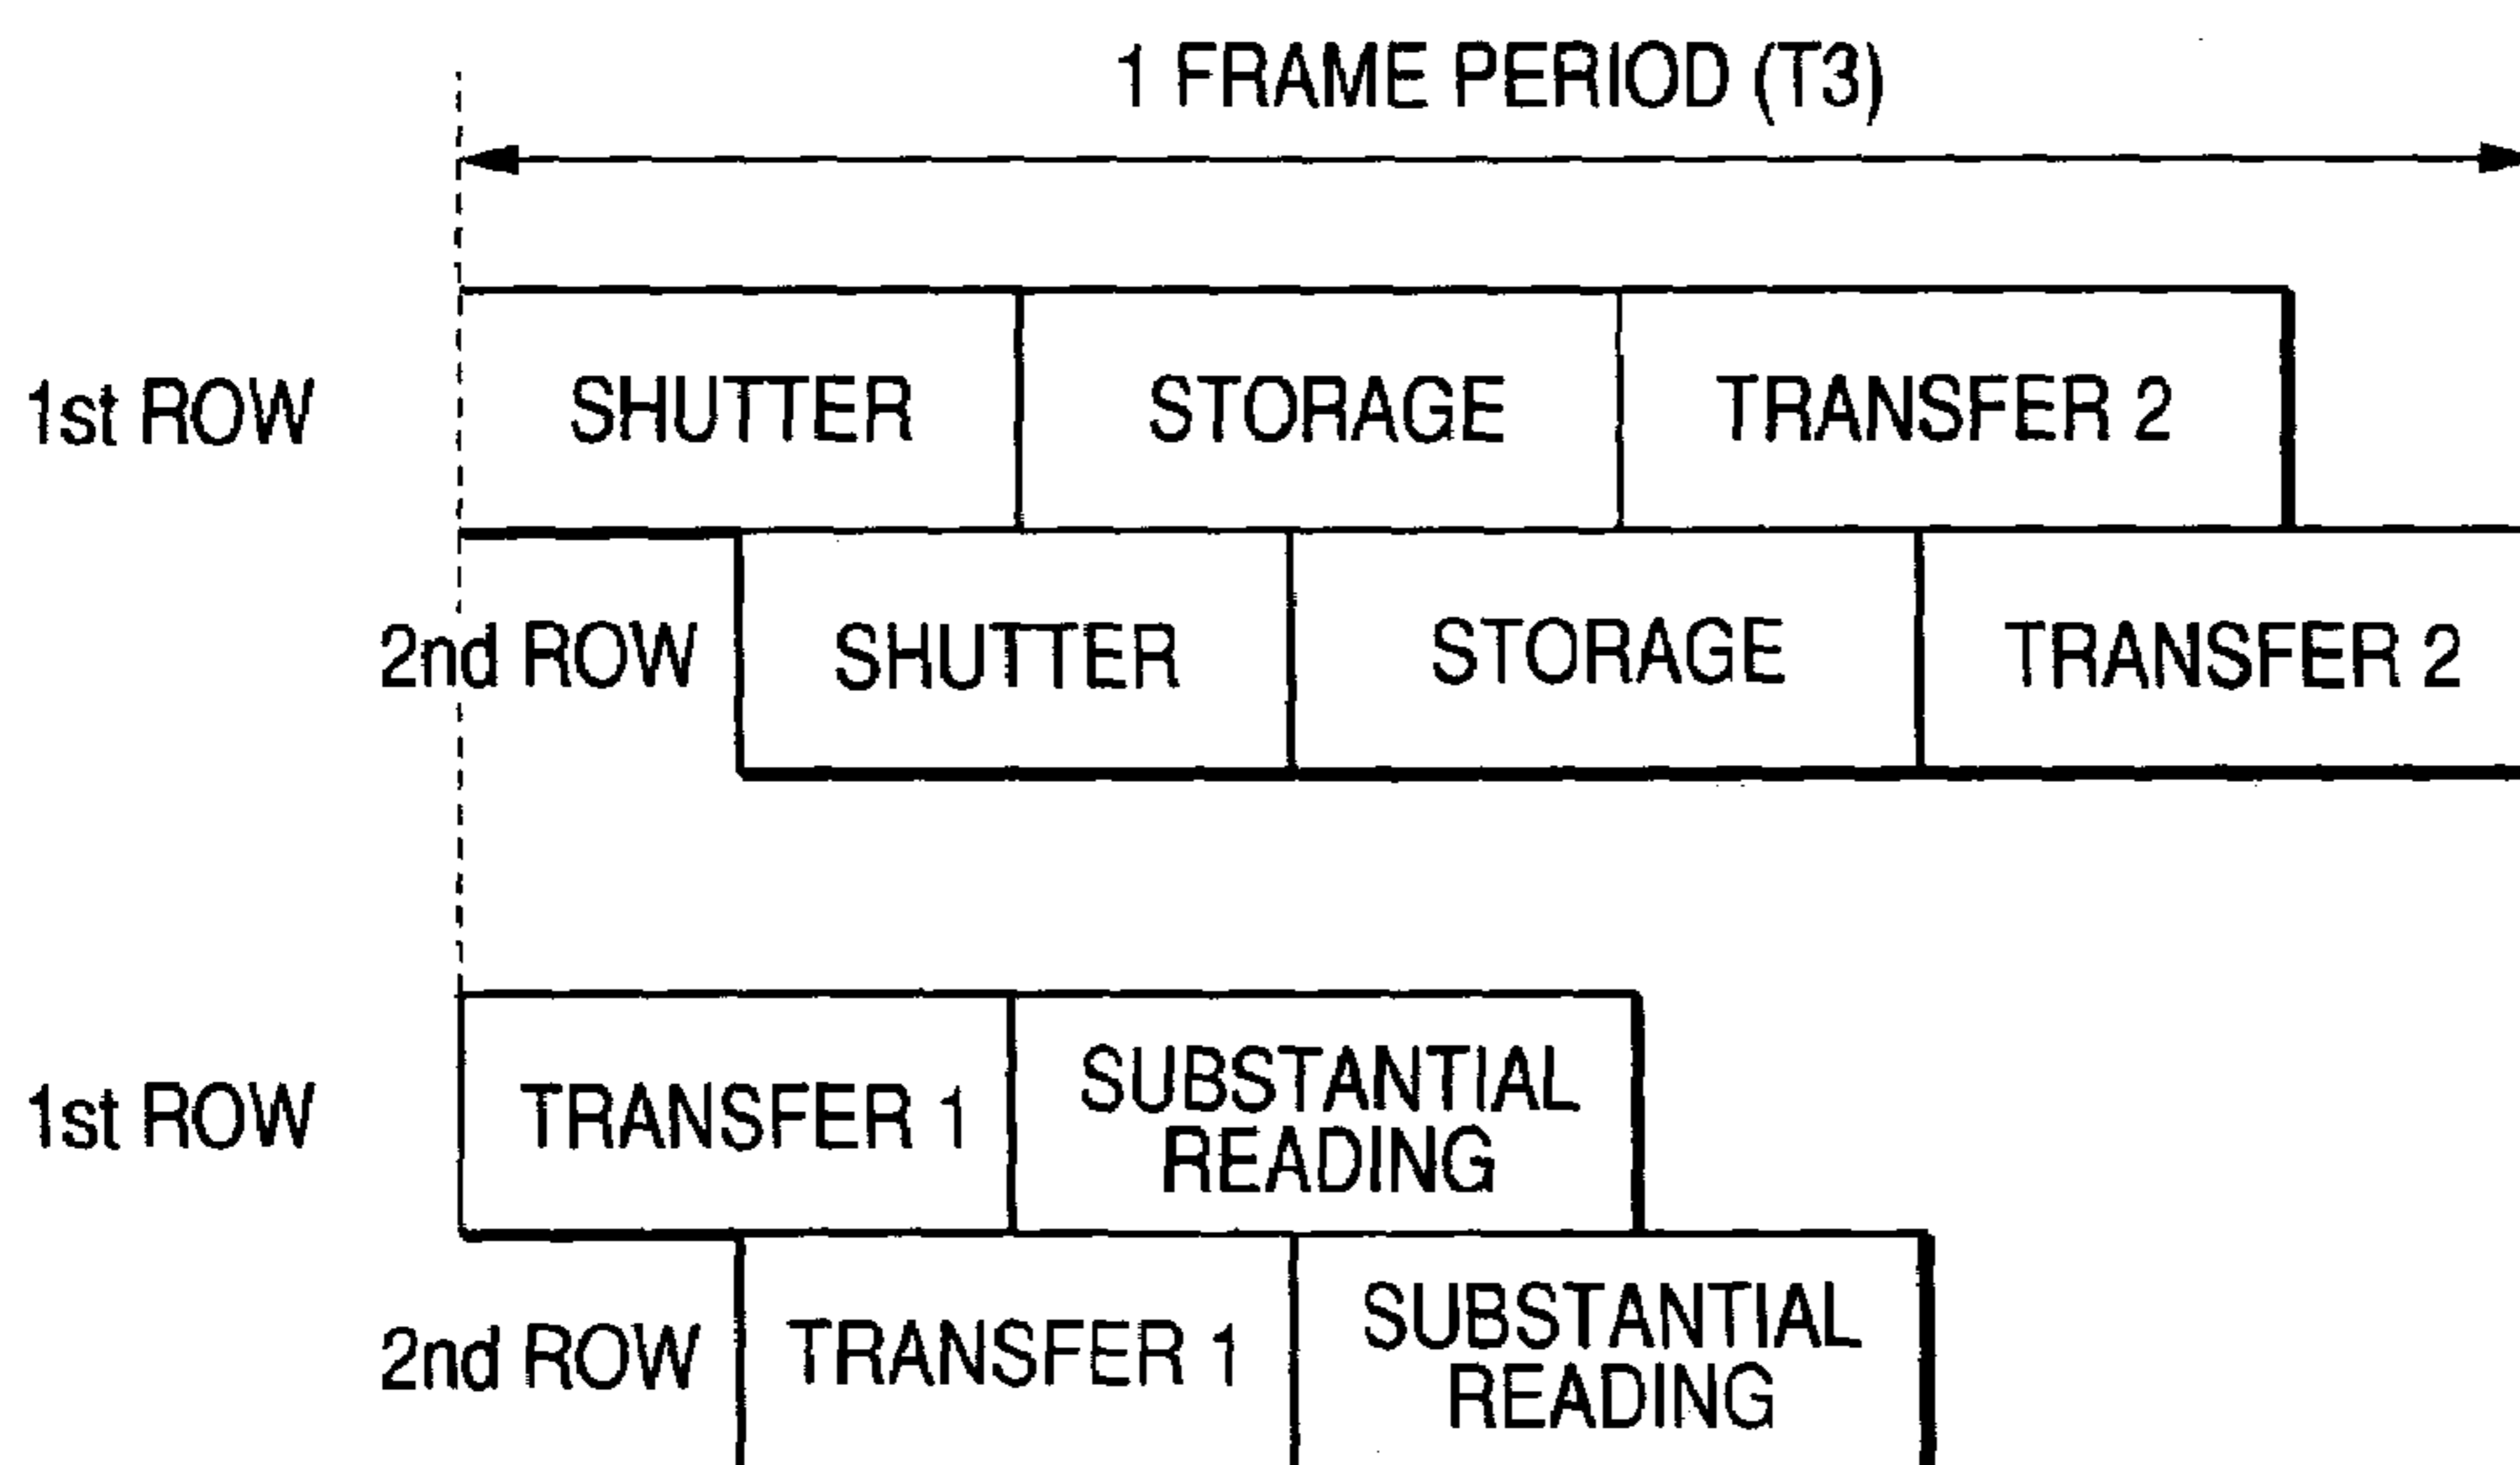 1 FRAME PERIOD (T3)
1st ROW SHUTTER STORAGE TRANSFER 2
2nd ROW SHUTTER STORAGE TRANSFER 2
1st ROW TRANSFER 1 SUBSTANTIAL READING
2nd ROW TRANSFER 1 SUBSTANTIAL READING